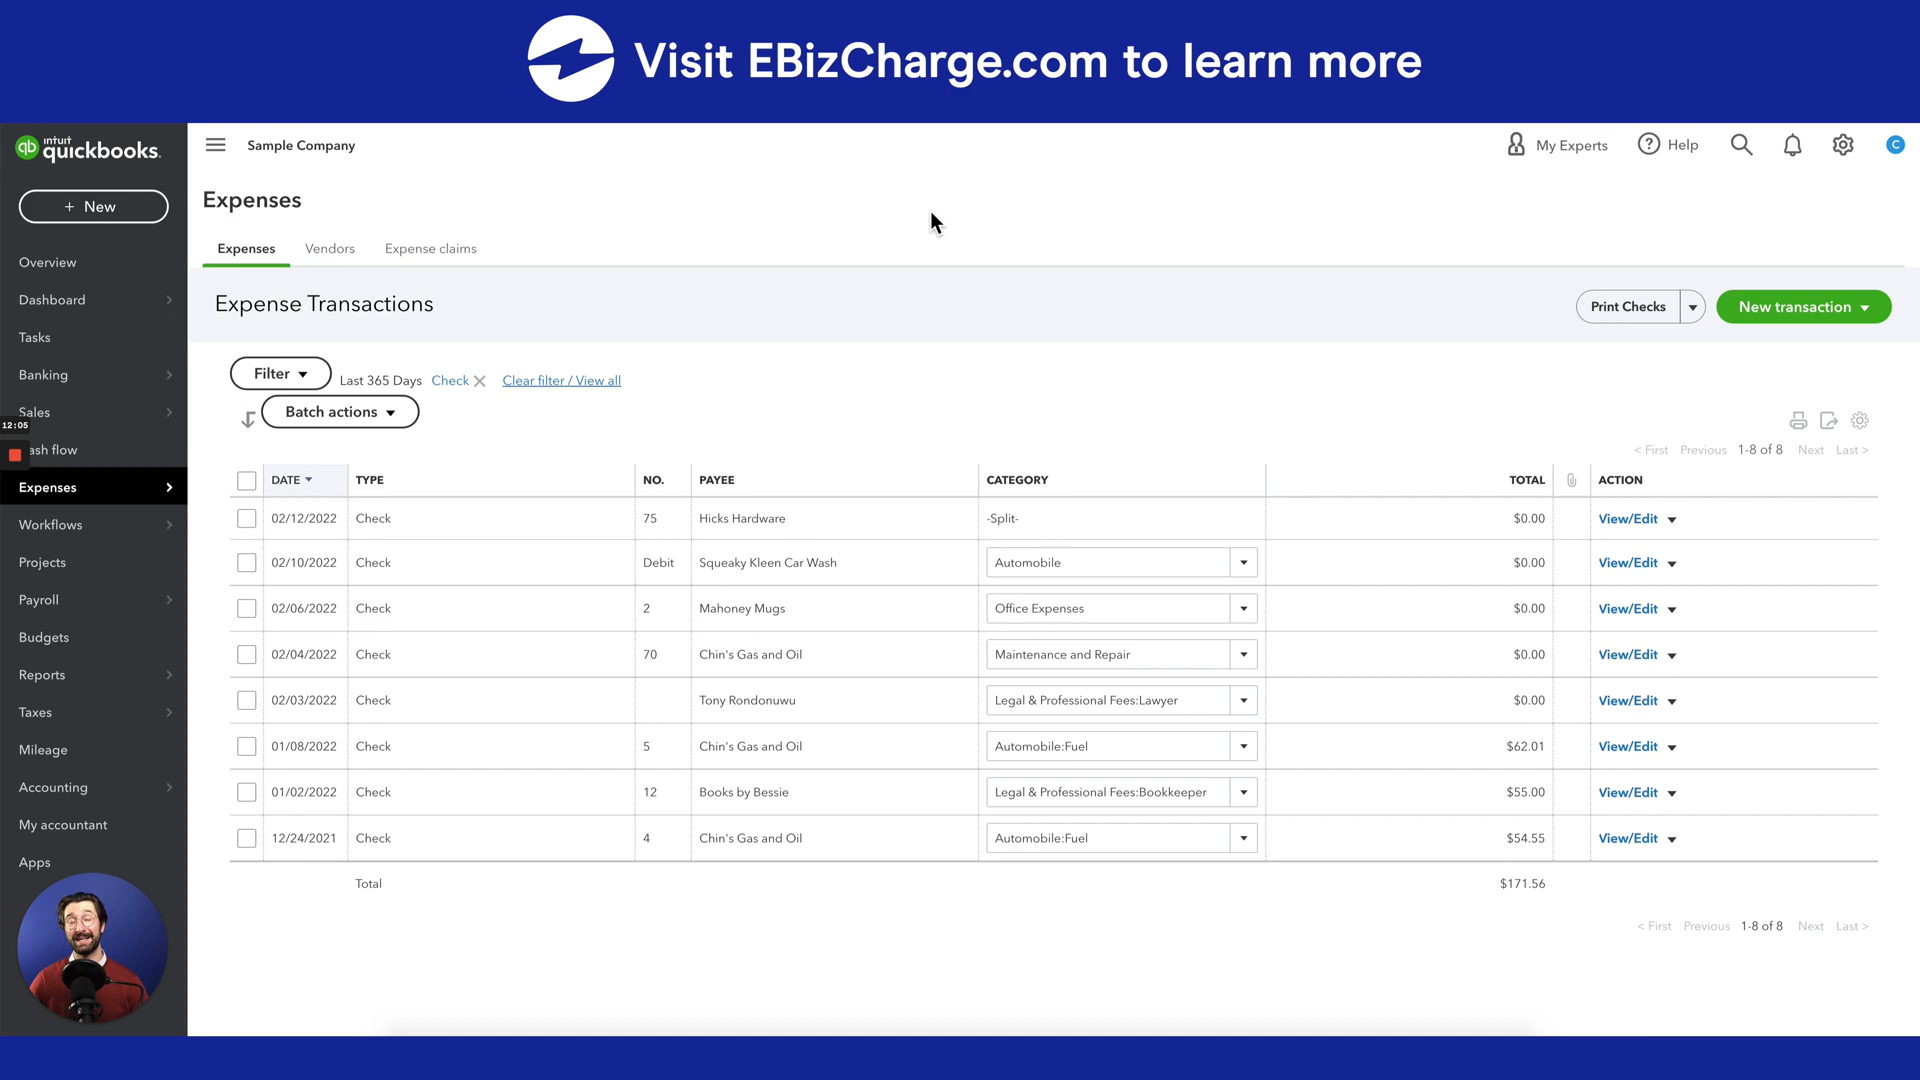 Visit EBizCharge.com to learn more
intuit quickbooks.
Sample Company
My Experts
Help
C
+ New
Expenses
Expenses Vendors Expense claims
Overview
Dashboard
Tasks
Banking
Sales
12:05
ash flow
Expenses
Workflows
Projects
Payroll
Budgets
Reports
Taxes
Mileage
Accounting
My accountant
Apps
Expense Transactions
Print Checks
New transaction
Filter
Last 365 Days Check Clear filter / View all
Batch actions
< First Previous 1-8 of 8 Next Last >
DATE TYPE NO. PAYEE CATEGORY TOTAL ACTION
02/12/2022 Check 75 Hicks Hardware -Split- $0.00 View/Edit
02/10/2022 Check Debit Squeaky Kleen Car Wash Automobile $0.00 View/Edit
02/06/2022 Check 2 Mahoney Mugs Office Expenses $0.00 View/Edit
02/04/2022 Check 70 Chin's Gas and Oil Maintenance and Repair $0.00 View/Edit
02/03/2022 Check Tony Rondonuwu Legal & Professional Fees:Lawyer $0.00 View/Edit
01/08/2022 Check 5 Chin's Gas and Oil Automobile:Fuel $62.01 View/Edit
01/02/2022 Check 12 Books by Bessie Legal & Professional Fees:Bookkeeper $55.00 View/Edit
12/24/2021 Check 4 Chin's Gas and Oil Automobile:Fuel $54.55 View/Edit
Total $171.56
< First Previous 1-8 of 8 Next Last >